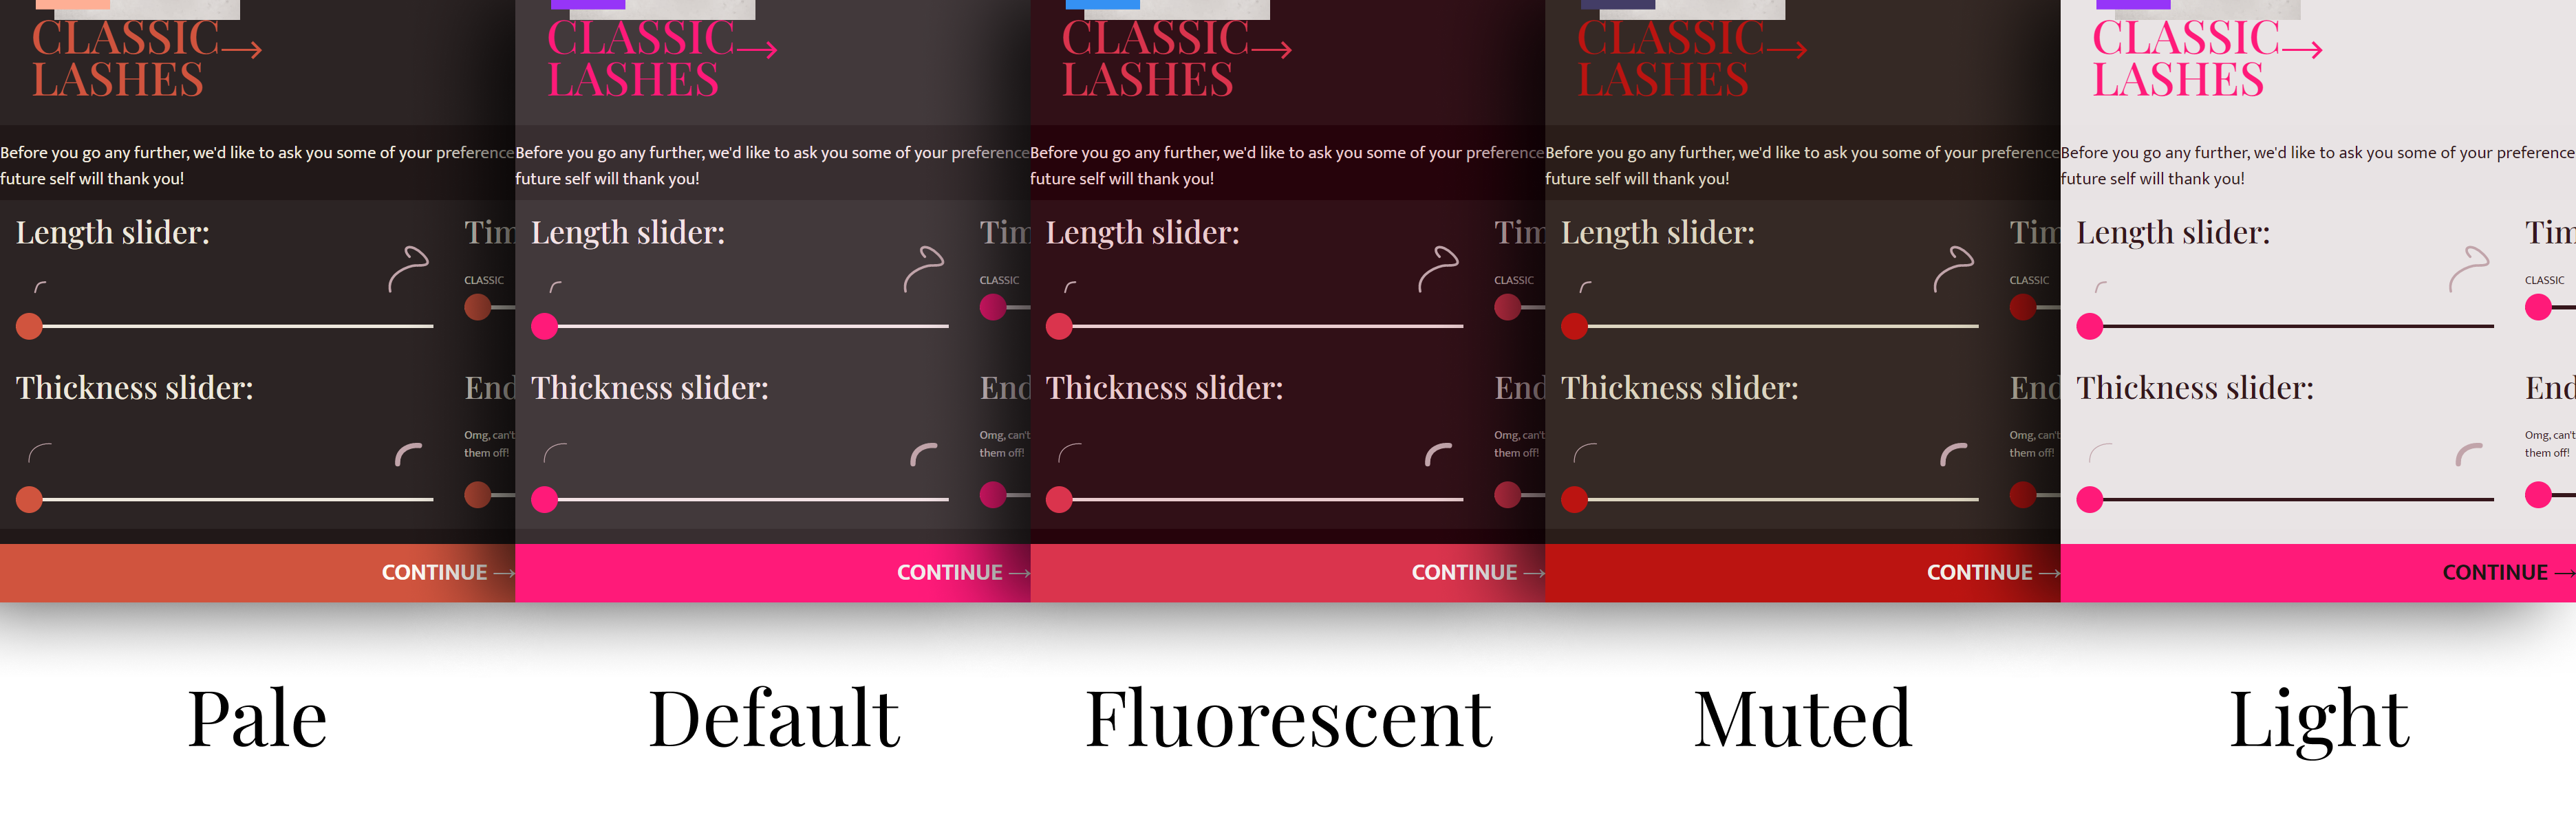 CLASSIC→
LASHES
Before you go any further, we'd like to ask you some of your preference
future self will thank you!
Length slider:
Tim
CLASSIC
Thickness slider:
End
Omg, can't
them off!
CONTINUE →
CLASSIC→
LASHES
Before you go any further, we'd like to ask you some of your preference
future self will thank you!
Length slider:
Tim
CLASSIC
Thickness slider:
End
Omg, can't
them off!
CONTINUE →
CLASSIC→
LASHES
Before you go any further, we'd like to ask you some of your preference
future self will thank you!
Length slider:
Tim
CLASSIC
Thickness slider:
End
Omg, can't
them off!
CONTINUE →
CLASSIC→
LASHES
Before you go any further, we'd like to ask you some of your preference
future self will thank you!
Length slider:
Tim
CLASSIC
Thickness slider:
End
Omg, can't
them off!
CONTINUE →
CLASSIC→
LASHES
Before you go any further, we'd like to ask you some of your preference
future self will thank you!
Length slider:
Tim
CLASSIC
Thickness slider:
End
Omg, can't
them off!
CONTINUE →
Pale
Default
Fluorescent
Muted
Light